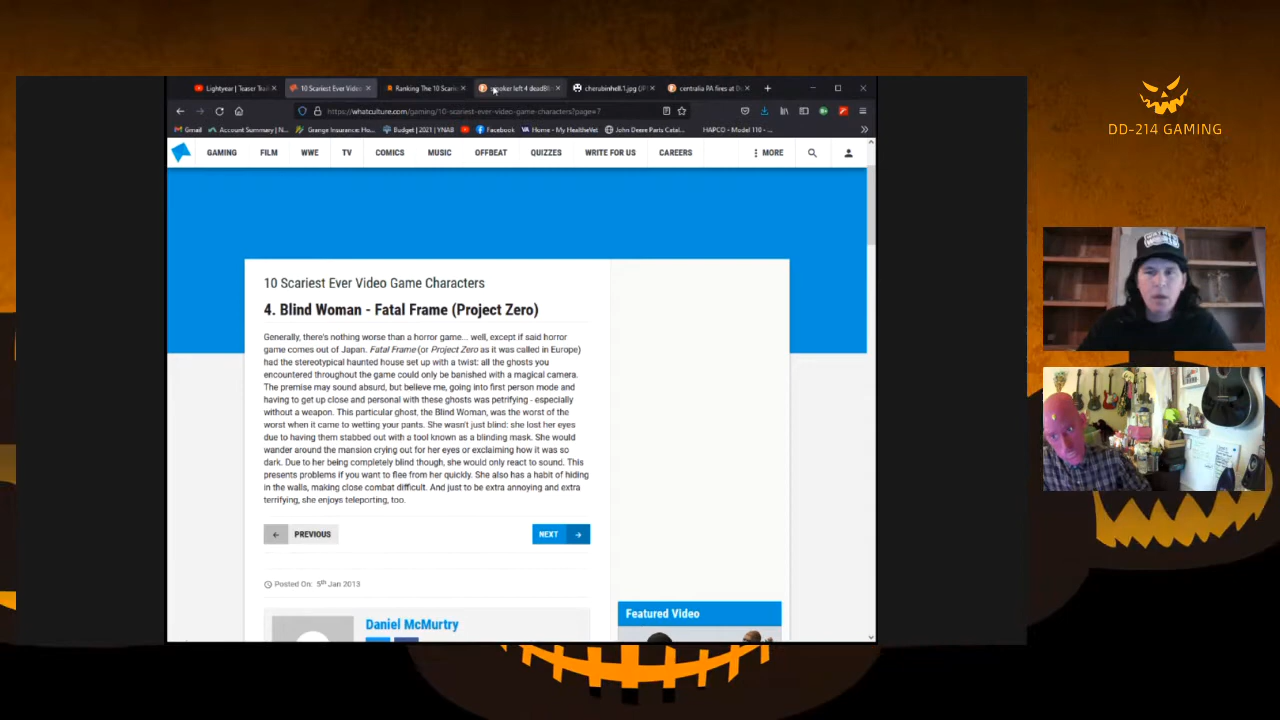 Lightyear | Teaser Trai
10 Scariest Ever Video
Ranking The 10 Scarie
smoker left 4 dead
cherubinhell.1.jpg
centralia PA fires at D
https://whatculture.com/gaming/10-scariest-ever-video-game-characters?page=7
Gmail
Account Summary | N...
Grange Insurance: Ho...
Budget | 2021 | YNAB
Facebook
Home - My HealtheVet
John Deere Parts Catal...
HAPCO - Model 110 -...
GAMING
FILM
WWE
TV
COMICS
MUSIC
OFFBEAT
QUIZZES
WRITE FOR US
CAREERS
MORE
10 Scariest Ever Video Game Characters
4. Blind Woman - Fatal Frame (Project Zero)
Generally, there's nothing worse than a horror game... well, except if said horror
game comes out of Japan. Fatal Frame (or Project Zero as it was called in Europe)
had the stereotypical haunted house set up with a twist: all the ghosts you
encountered throughout the game could only be banished with a magical camera.
The premise may sound absurd, but believe me, going into first person mode and
having to get up close and personal with these ghosts was petrifying - especially
without a weapon. This particular ghost, the Blind Woman, was the worst of the
worst when it came to wetting your pants. She wasn't just blind: she lost her eyes
due to having them stabbed out with a tool known as a blinding mask. She would
wander around the mansion crying out for her eyes or exclaiming how it was so
dark. Due to her being completely blind though, she would only react to sound. This
presents problems if you want to flee from her quickly. She also has a habit of hiding
in the walls, making close combat difficult. And just to be extra annoying and extra
terrifying, she enjoys teleporting, too.
PREVIOUS
NEXT
Posted On: 5th Jan 2013
Daniel McMurtry
Featured Video
DD-214 GAMING